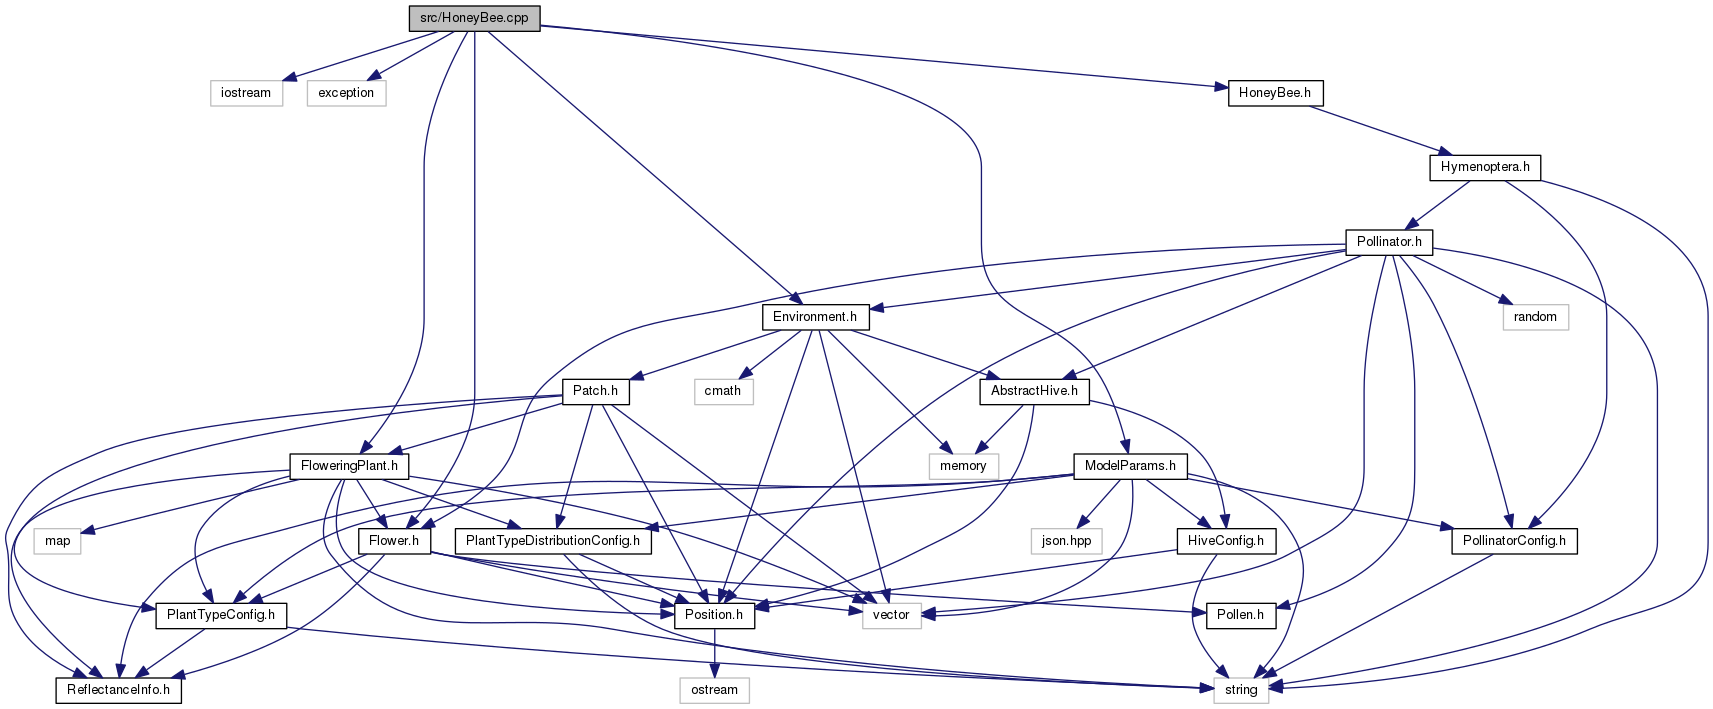 src/HoneyBee.cpp
iostream
exception
HoneyBee.h
Hymenoptera.h
Pollinator.h
Environment.h
random
Patch.h
cmath
AbstractHive.h
FloweringPlant.h
memory
ModelParams.h
map
Flower.h
PlantTypeDistributionConfig.h
json.hpp
HiveConfig.h
PollinatorConfig.h
PlantTypeConfig.h
Position.h
vector
Pollen.h
ReflectanceInfo.h
ostream
string